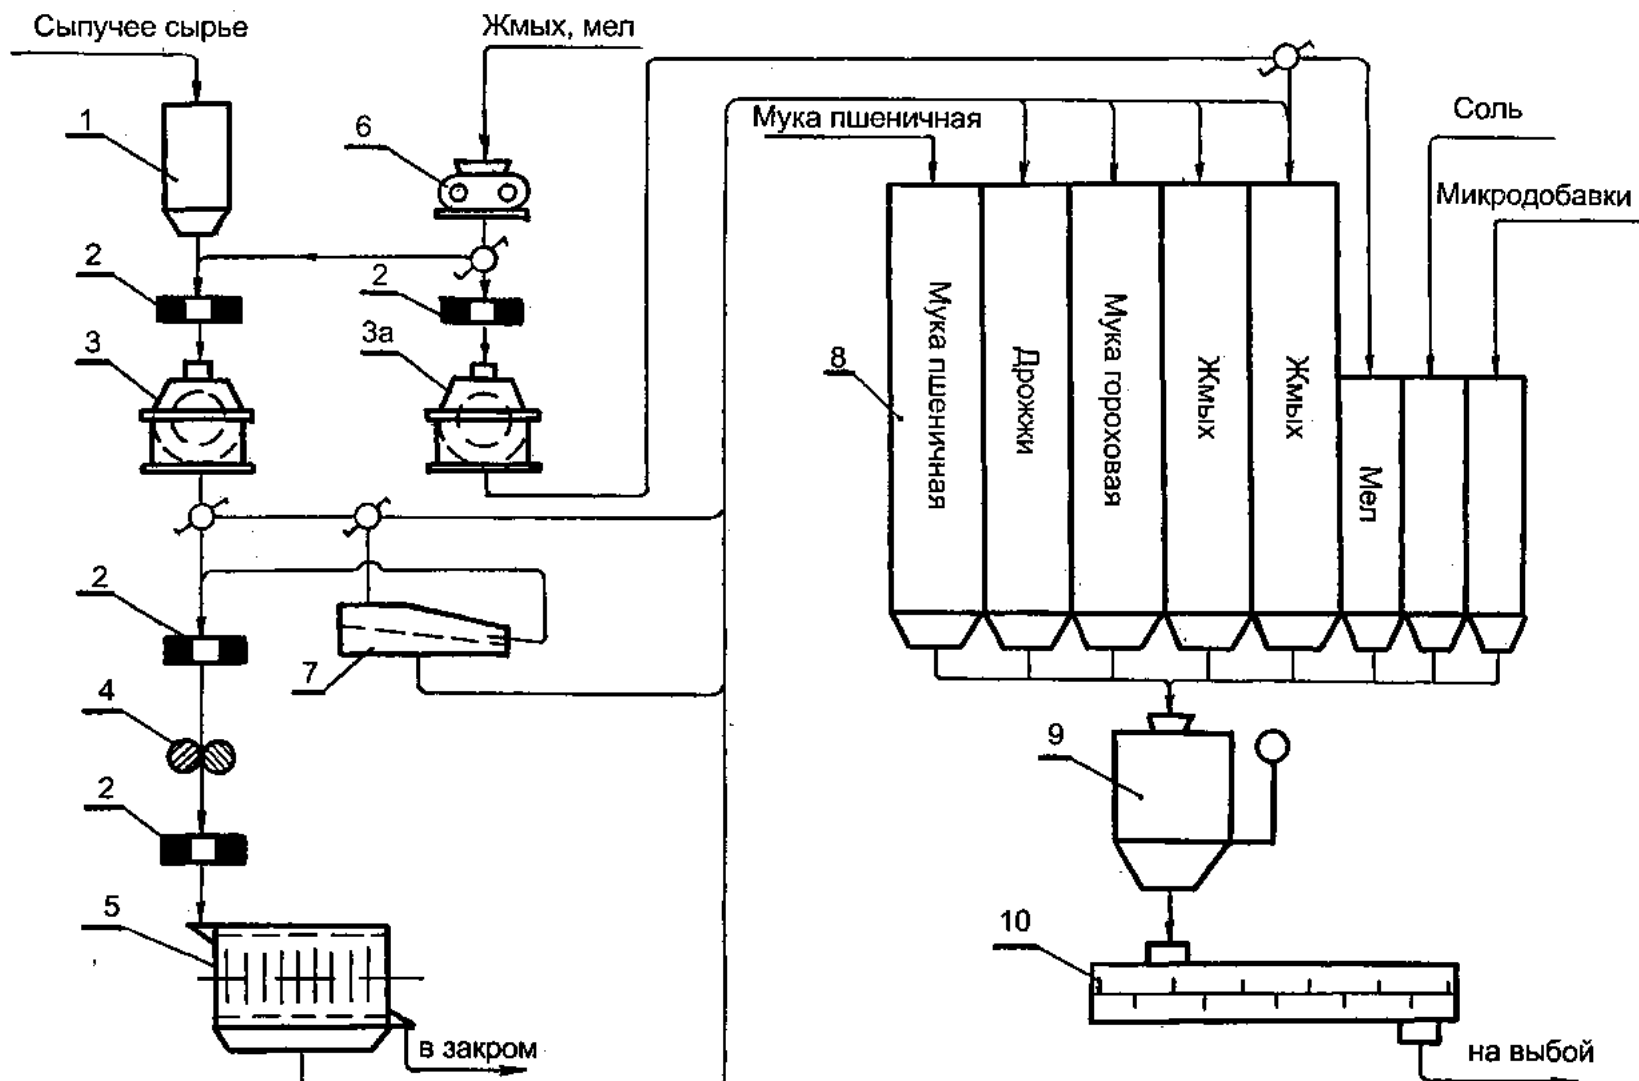 Сыпучее сырье
Жмых, мел
Мука пшеничная
Соль
Микродобавки
1
6
2
2
3
3а
8
Мука пшеничная
Дрожжи
Мука гороховая
Жмых
Жмых
Мел
2
7
4
9
2
5
10
в закром
на выбой